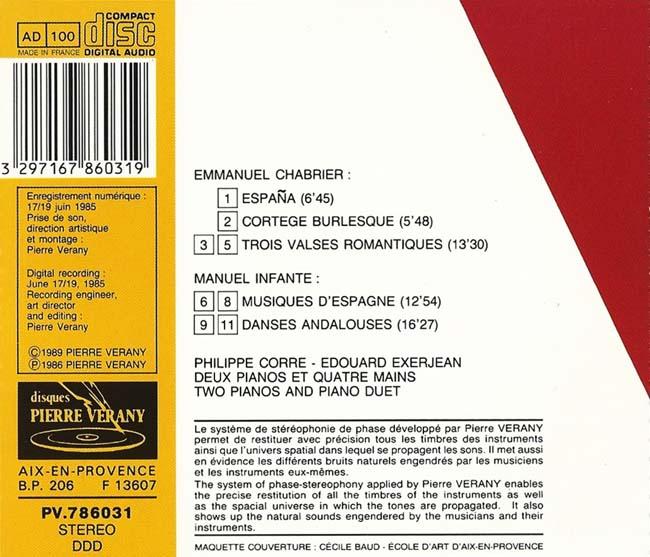 AD 100
COMPACT
disc
DIGITAL AUDIO
MADE IN FRANCE
3 297167 860319
Enregistrement numérique :
17/19 juin 1985
Prise de son,
direction artistique
et montage :
Pierre Verany
Digital recording :
June 17/19, 1985
Recording engineer,
art director
and editing :
Pierre Verany
©1989 PIERRE VERANY
Ⓟ1986 PIERRE VERANY
disques
PIERRE VERANY
AIX-EN-PROVENCE
B.P. 206 F 13607
PV.786031
STEREO
DDD
EMMANUEL CHABRIER :
1 ESPAÑA (6'45)
2 CORTEGE BURLESQUE (5'48)
3 5 TROIS VALSES ROMANTIQUES (13'30)
MANUEL INFANTE :
6 8 MUSIQUES D'ESPAGNE (12'54)
9 11 DANSES ANDALOUSES (16'27)
PHILIPPE CORRE - EDOUARD EXERJEAN
DEUX PIANOS ET QUATRE MAINS
TWO PIANOS AND PIANO DUET
Le système de stéréophonie de phase développé par Pierre VERANY
permet de restituer avec précision tous les timbres des instruments
ainsi que l'univers spatial dans lequel se propagent les sons. Il met aussi
en évidence les différents bruits naturels engendrés par les musiciens
et les instruments eux-mêmes.
The system of phase-stereophony applied by Pierre VERANY enables
the precise restitution of all the timbres of the instruments as well
as the spacial universe in which the tones are propagated. It also
shows up the natural sounds engendered by the musicians and their
instruments.
MAQUETTE COUVERTURE : CÉCILE BAUD - ÉCOLE D'ART D'AIX-EN-PROVENCE